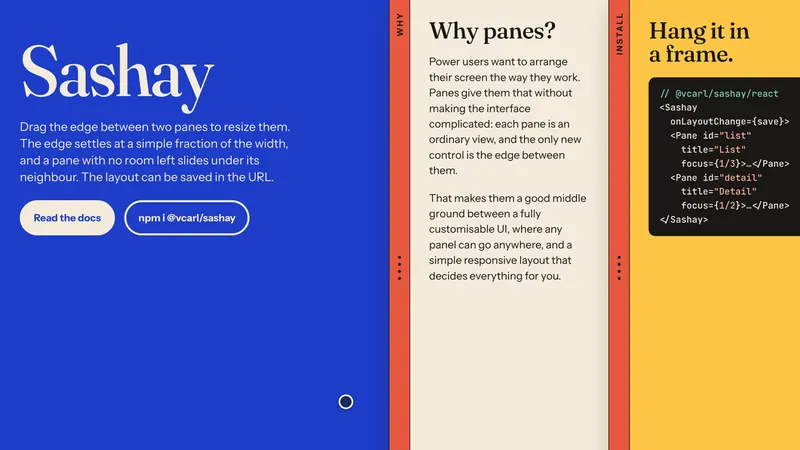 Sashay
Drag the edge between two panes to resize them.
The edge settles at a simple fraction of the width,
and a pane with no room left slides under its
neighbour. The layout can be saved in the URL.
Read the docs
npm i @vcarl/sashay
WHY
Why panes?
Power users want to arrange
their screen the way they work.
Panes give them that without
making the interface
complicated: each pane is an
ordinary view, and the only new
control is the edge between
them.
That makes them a good middle
ground between a fully
customisable UI, where any
panel can go anywhere, and a
simple responsive layout that
decides everything for you.
INSTALL
Hang it in
a frame.
// @vcarl/sashay/react
<Sashay
onLayoutChange={save}>
<Pane id="list"
title="List"
focus={1/3}>…</Pane>
<Pane id="detail"
title="Detail"
focus={1/2}>…</Pane>
</Sashay>